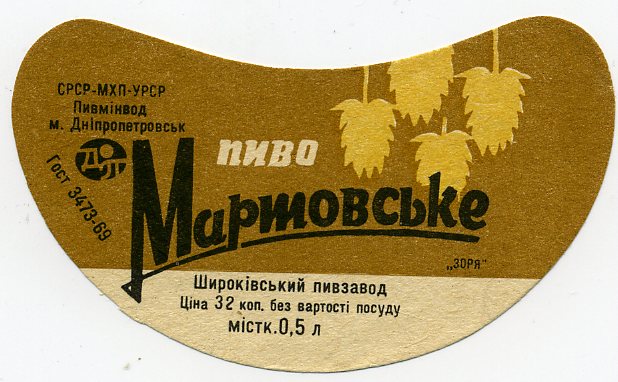 СРСР-МХП-УРСР
Пивмінвод
м. Дніпропетровськ
Гост 3473-69
пиво
Мартовське
„ЗОРЯ"
Широківський пивзавод
Ціна 32 коп. без вартості посуду
містк.0,5 л